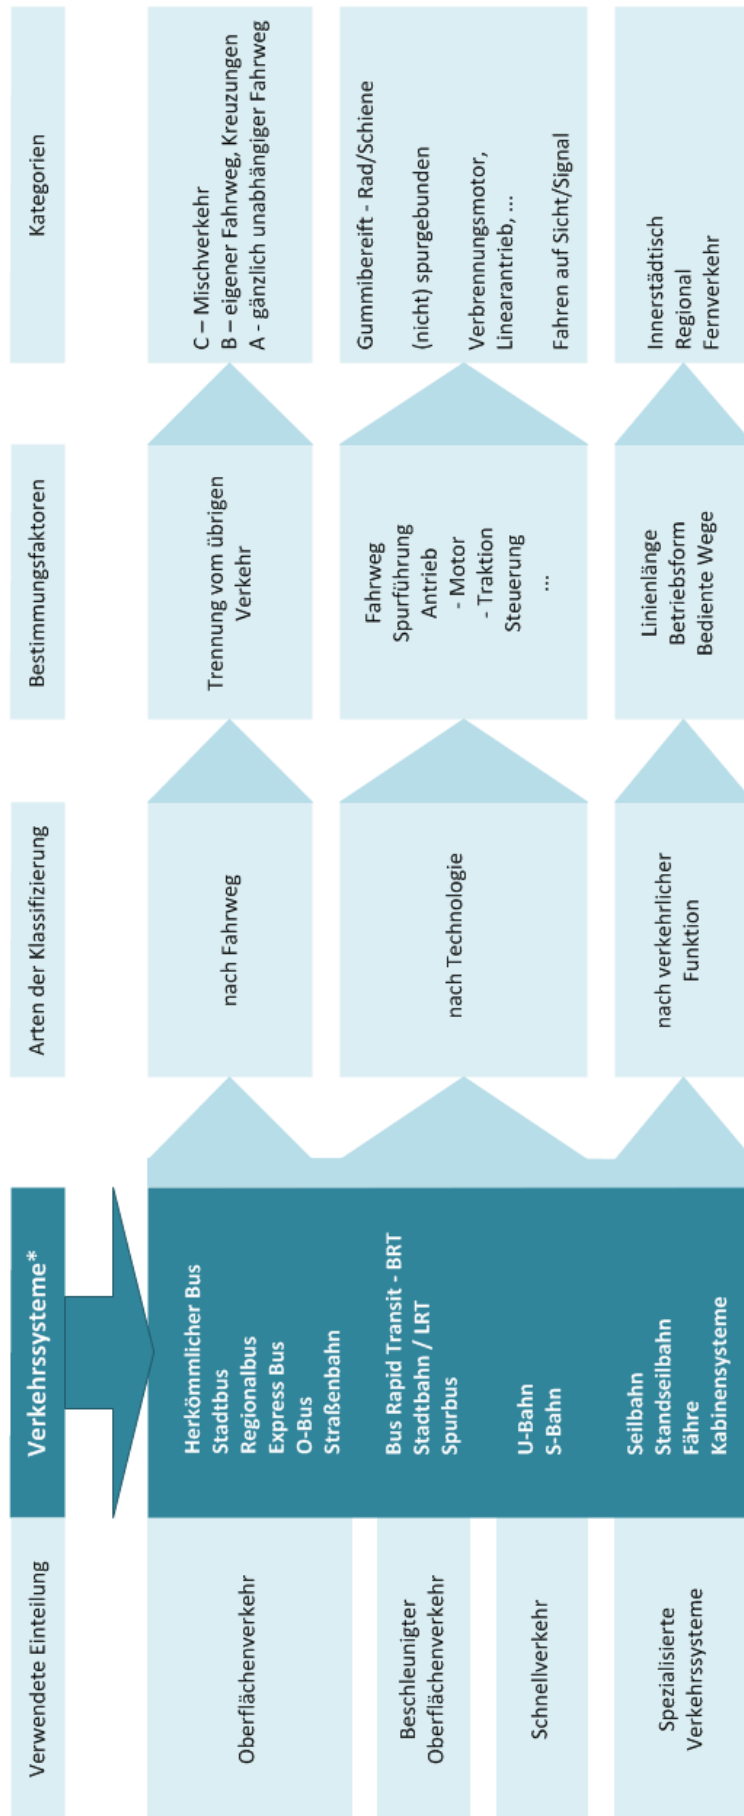 Verwendete Einteilung
Verkehrssysteme*
Arten der Klassifizierung
Bestimmungsfaktoren
Kategorien
Oberflächenverkehr
Herkömmlicher Bus
Stadtbus
Regionalbus
Express Bus
O-Bus
Straßenbahn
Beschleunigter
Oberflächenverkehr
Bus Rapid Transit - BRT
Stadtbahn / LRT
Spurbus
Schnellverkehr
U-Bahn
S-Bahn
Spezialisierte
Verkehrssysteme
Seilbahn
Standseilbahn
Fähre
Kabinensysteme
nach Fahrweg
Trennung vom übrigen
Verkehr
C – Mischverkehr
B – eigener Fahrweg, Kreuzungen
A - gänzlich unabhängiger Fahrweg
nach Technologie
Fahrweg
Spurführung
Antrieb
- Motor
- Traktion
Steuerung
...
Gummibereift - Rad/Schiene
(nicht) spurgebunden
Verbrennungsmotor,
Linearantrieb, ...
Fahren auf Sicht/Signal
nach verkehrlicher
Funktion
Linienlänge
Betriebsform
Bediente Wege
Innerstädtisch
Regional
Fernverkehr